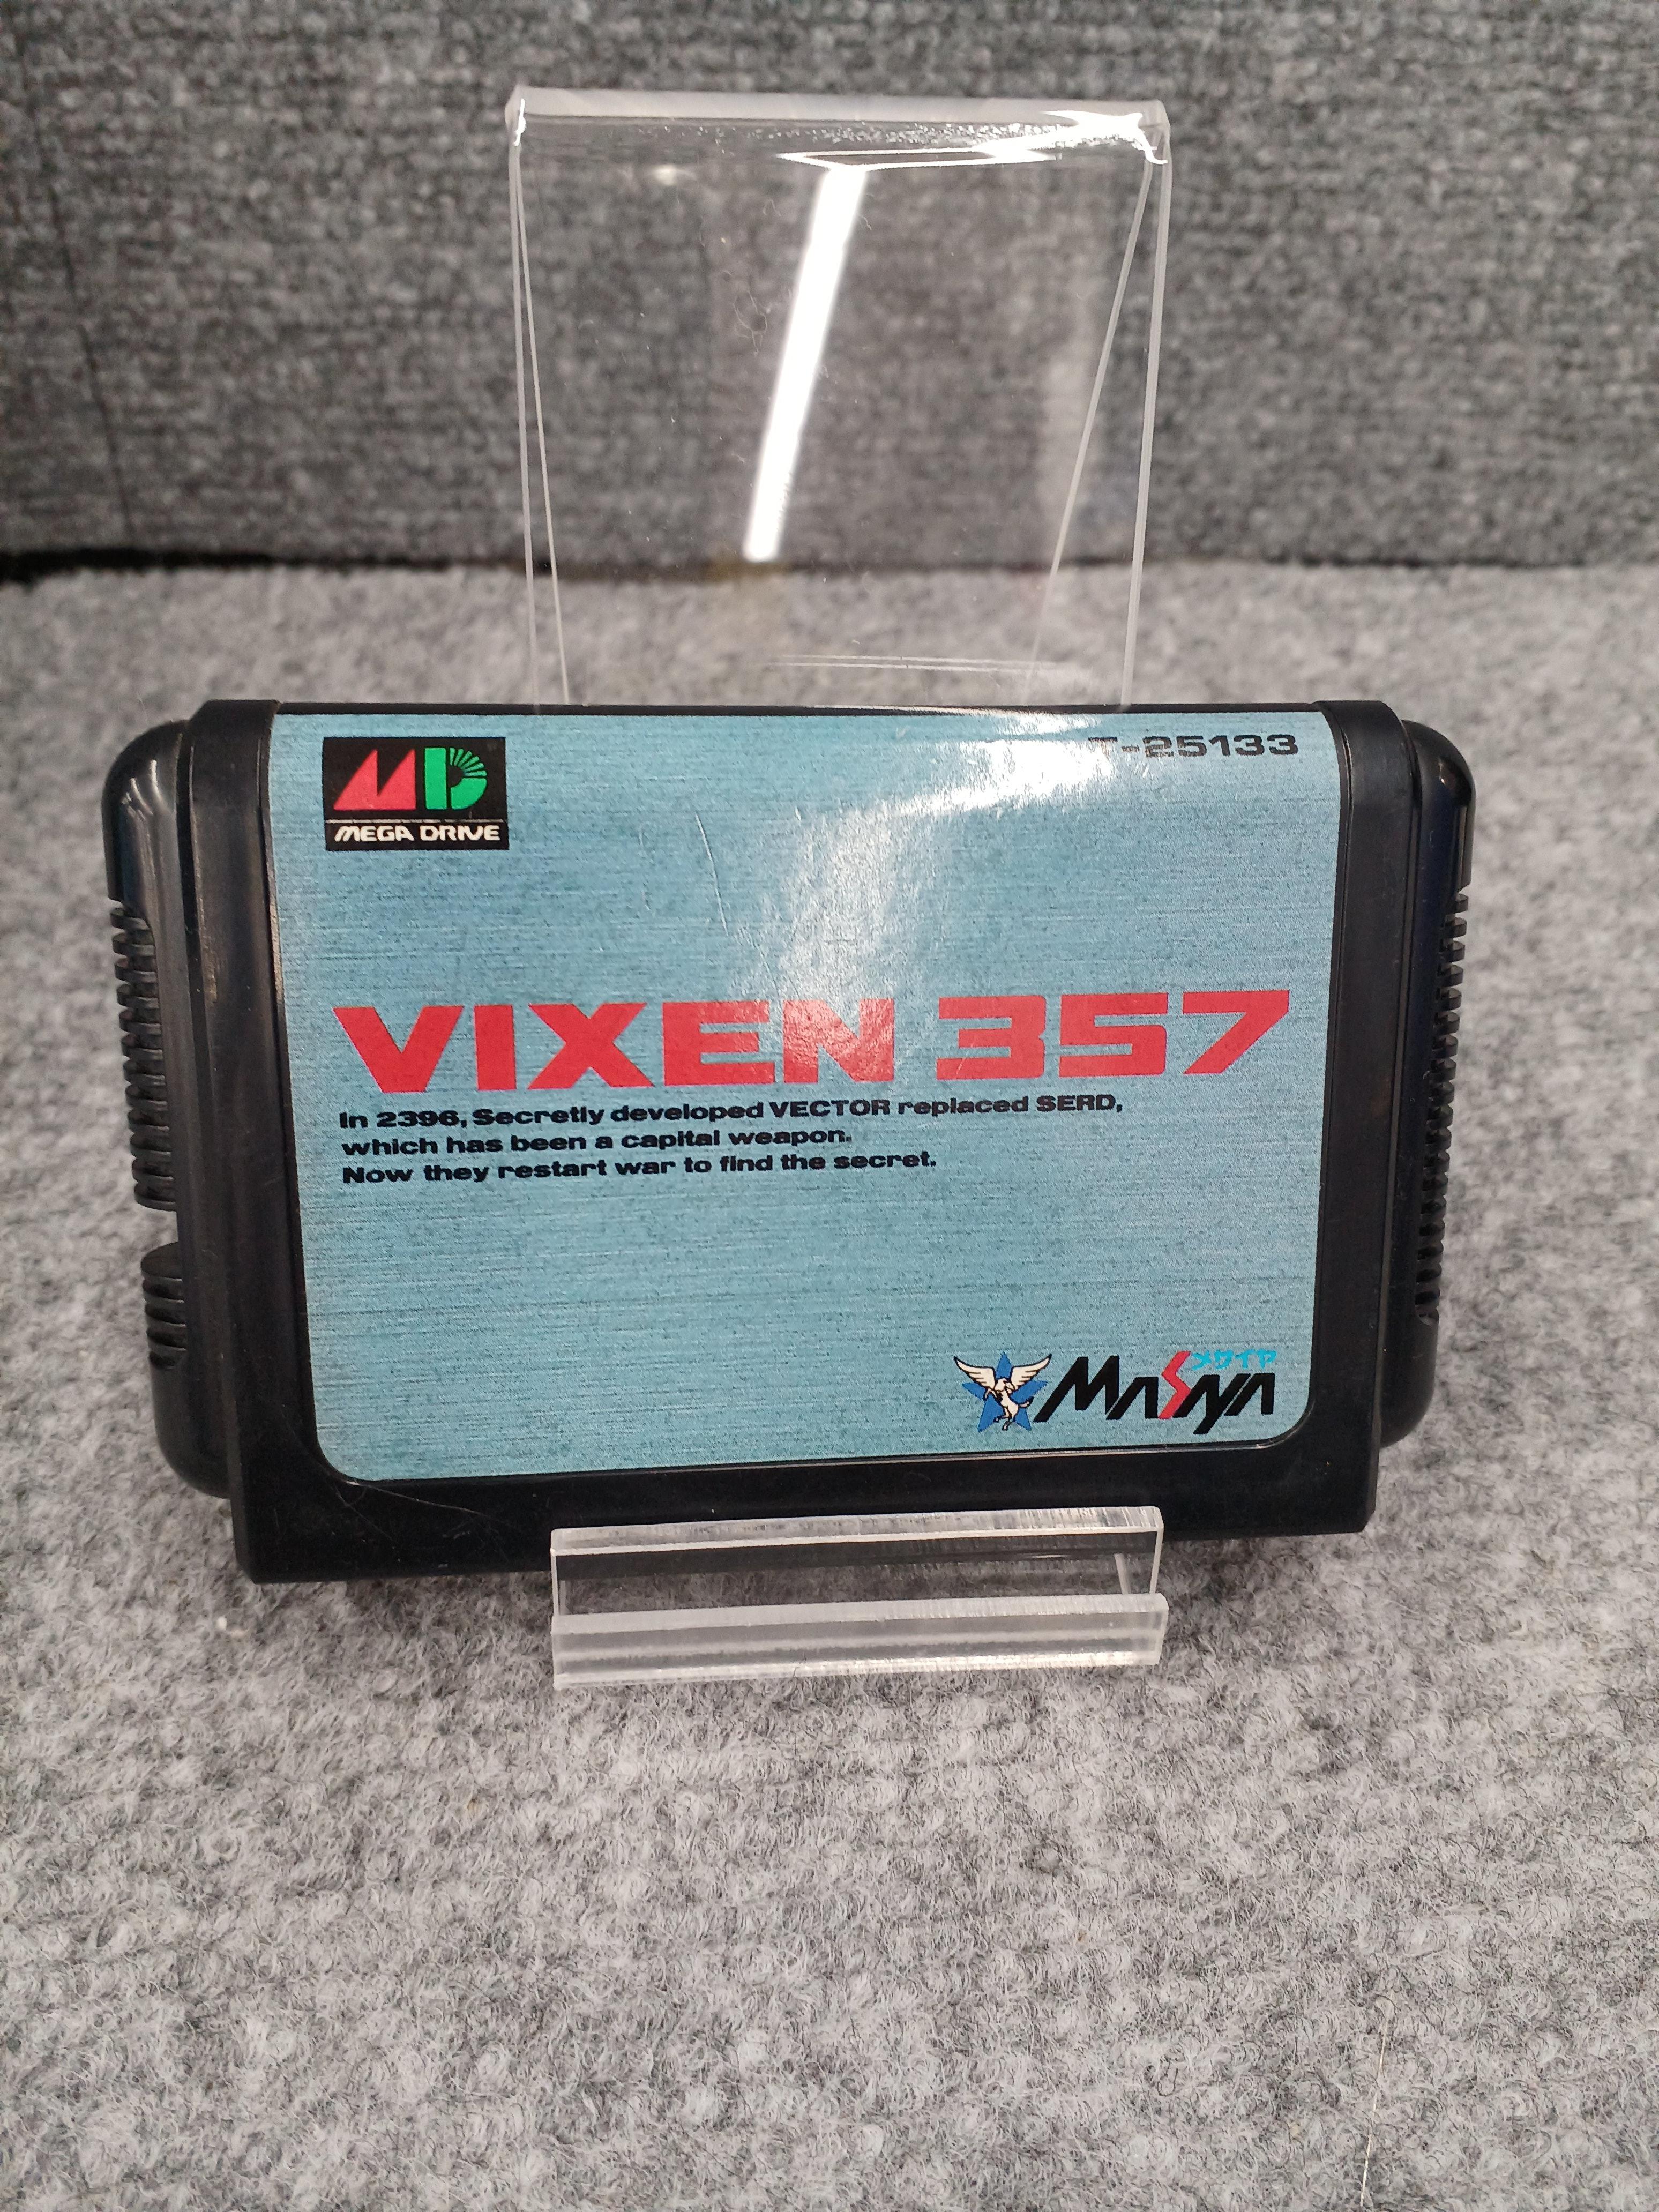 MEGA DRIVE
T-25133
VIXEN 357
In 2396, Secretly developed VECTOR replaced SERD,
which has been a capital weapon.
Now they restart war to find the secret.
メサイヤ
MASAYA